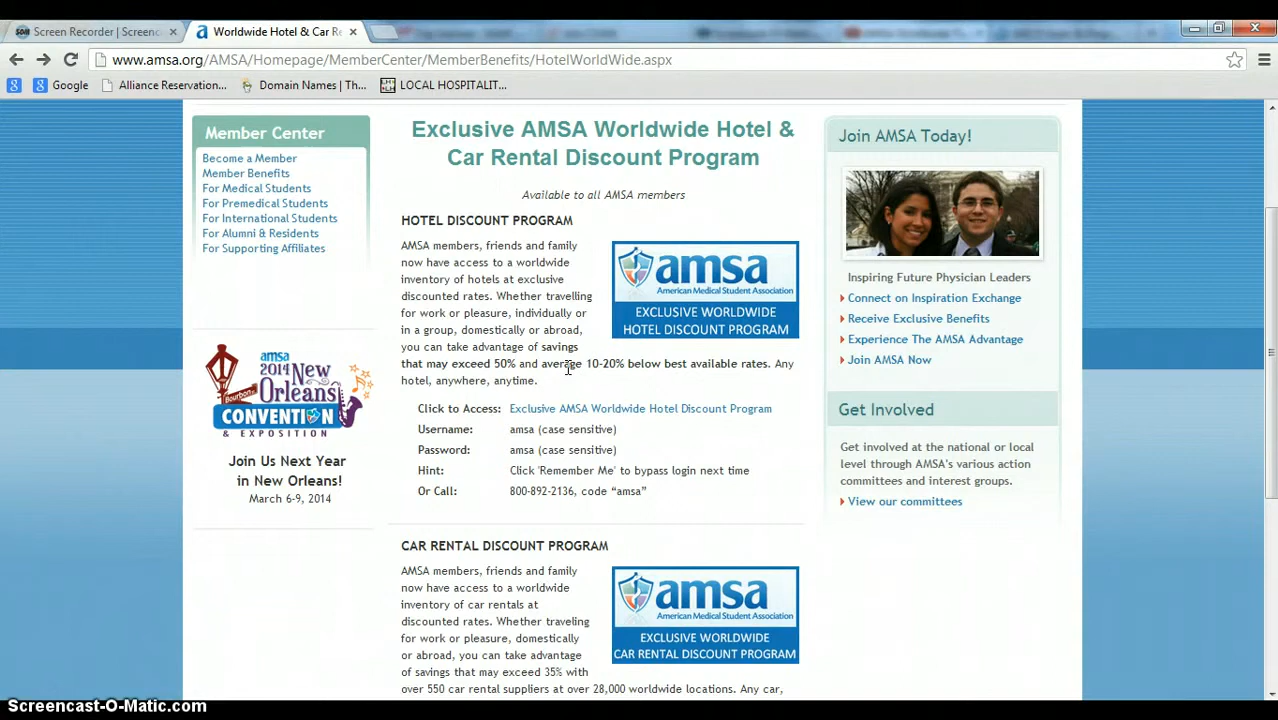 Screen Recorder | Screenc
Worldwide Hotel & Car Re
www.amsa.org/AMSA/Homepage/MemberCenter/MemberBenefits/HotelWorldWide.aspx
Google
Alliance Reservation...
Domain Names | Th...
LOCAL HOSPITALIT...
Member Center
Become a Member
Member Benefits
For Medical Students
For Premedical Students
For International Students
For Alumni & Residents
For Supporting Affiliates
amsa
2014
New Orleans
Bourbon
CONVENTION
& EXPOSITION
Join Us Next Year
in New Orleans!
March 6-9, 2014
Exclusive AMSA Worldwide Hotel &
Car Rental Discount Program
Available to all AMSA members
HOTEL DISCOUNT PROGRAM
AMSA members, friends and family
now have access to a worldwide
inventory of hotels at exclusive
discounted rates. Whether travelling
for work or pleasure, individually or
in a group, domestically or abroad,
you can take advantage of savings
that may exceed 50% and average 10-20% below best available rates. Any
hotel, anywhere, anytime.
amsa
American Medical Student Association
EXCLUSIVE WORLDWIDE
HOTEL DISCOUNT PROGRAM
Click to Access: Exclusive AMSA Worldwide Hotel Discount Program
Username: amsa (case sensitive)
Password: amsa (case sensitive)
Hint: Click 'Remember Me' to bypass login next time
Or Call: 800-892-2136, code “amsa”
CAR RENTAL DISCOUNT PROGRAM
AMSA members, friends and family
now have access to a worldwide
inventory of car rentals at
discounted rates. Whether traveling
for work or pleasure, domestically
or abroad, you can take advantage
of savings that may exceed 35% with
over 550 car rental suppliers at over 28,000 worldwide locations. Any car,
amsa
American Medical Student Association
EXCLUSIVE WORLDWIDE
CAR RENTAL DISCOUNT PROGRAM
Join AMSA Today!
Inspiring Future Physician Leaders
Connect on Inspiration Exchange
Receive Exclusive Benefits
Experience The AMSA Advantage
Join AMSA Now
Get Involved
Get involved at the national or local
level through AMSA's various action
committees and interest groups.
View our committees
Screencast-O-Matic.com